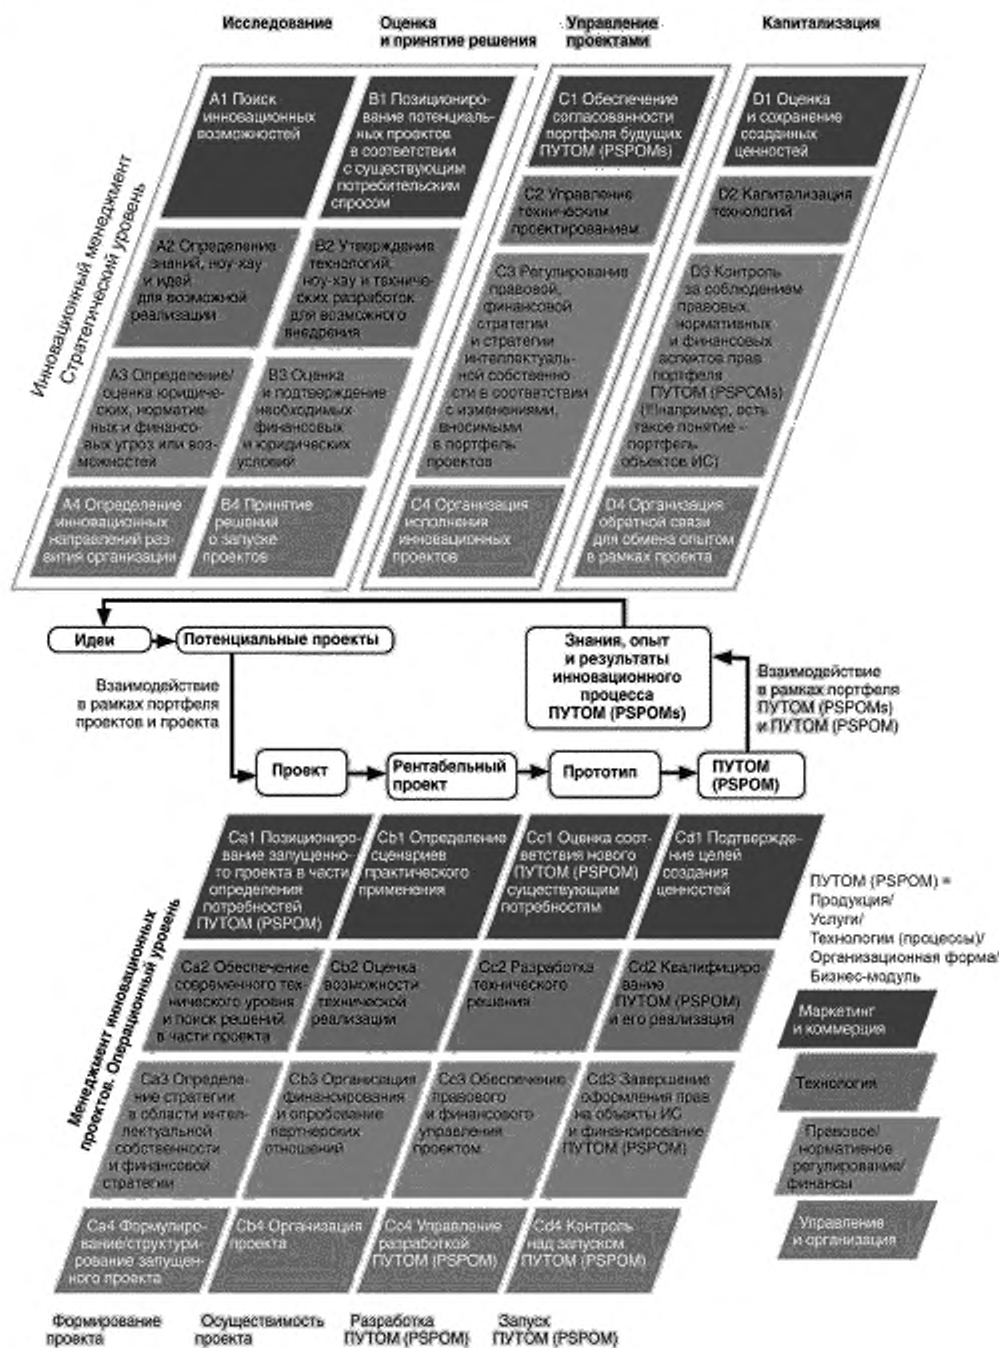 Исследование
Оценка
и принятие решения
Управление
проектами
Капитализация
Инновационный менеджмент
Стратегический уровень
A1 Поиск
инновационных
возможностей
B1 Позициониро-
вание потенциаль-
ных проектов
в соответствии
с существующим
потребительским
спросом
C1 Обеспечение
согласованности
портфеля будущих
ПУТОМ (PSPOMs)
D1 Оценка
и сохранение
созданных
ценностей
A2 Определение
знаний, ноу-хау
и идей
для возможной
реализации
B2 Утверждение
технологий,
ноу-хау и техниче-
ских разработок
для возможного
внедрения
C2 Управление
техническим
проектированием
D2 Капитализация
технологий
A3 Определение/
оценка юридиче-
ских, норматив-
ных и финансо-
вых угроз или воз-
можностей
B3 Оценка
и подтверждение
необходимых
финансовых
и юридических
условий
C3 Регулирование
правовой,
финансовой
стратегии
и стратегии
интеллектуаль-
ной собственно-
сти в соответствии
с изменениями,
вносимыми
в портфель
проектов
D3 Контроль
за соблюдением
правовых,
нормативных
и финансовых
аспектов прав
портфеля
ПУТОМ (PSPOMs)
(!!!например, есть
такое понятие –
портфель
объектов ИС)
A4 Определение
инновационных
направлений раз
вития организации
B4 Принятие
решений
о запуске
проектов
C4 Организация
исполнения
инновационных
проектов
D4 Организация
обратной связи
для обмена опытом
в рамках проекта
Идеи
Потенциальные проекты
Знания, опыт
и результаты
инновационного
процесса
ПУТОМ (PSPOMs)
Взаимодействие
в рамках портфеля
проектов и проекта
Взаимодействие
в рамках портфеля
ПУТОМ (PSPOMs)
и ПУТОМ (PSPOM)
Проект
Рентабельный
проект
Прототип
ПУТОМ
(PSPOM)
Менеджмент инновационных
проектов. Операционный уровень
Ca1 Позициониро-
вание запущенно-
го проекта в части
определения
потребностей
ПУТОМ (PSPOM)
Cb1 Определение
сценариев
практического
применения
Cc1 Оценка соот-
ветствия нового
ПУТОМ (PSPOM)
существующим
потребностям
Cd1 Подтвержде-
ние целей
создания
ценностей
Ca2 Обеспечение
современного тех-
нического уровня
и поиск решений
в части проекта
Cb2 Оценка
возможности
технической
реализации
Cc2 Разработка
технического
решения
Cd2 Квалифициро-
вание
ПУТОМ (PSPOM)
и его реализация
Ca3 Определе-
ние стратегии
в области интел-
лектуальной
собственности
и финансовой
стратегии
Cb3 Организация
финансирования
и опробование
партнерских
отношений
Cc3 Обеспечение
правового
и финансового
управления
проектом
Cd3 Завершение
оформления прав
на объекты ИС
и финансирование
ПУТОМ (PSPOM)
Ca4 Формулиро-
вание/структури-
рование запущен-
ного проекта
Cb4 Организация
проекта
Cc4 Управление
разработкой
ПУТОМ (PSPOM)
Cd4 Контроль
над запуском
ПУТОМ (PSPOM)
Формирование
проекта
Осуществимость
проекта
Разработка
ПУТОМ (PSPOM)
Запуск
ПУТОМ (PSPOM)
ПУТОМ (PSPOM) =
Продукция/
Услуги/
Технологии (процессы)/
Организационная форма/
Бизнес-модуль
Маркетинг
и коммерция
Технология
Правовое/
нормативное
регулирование/
финансы
Управление
и организация